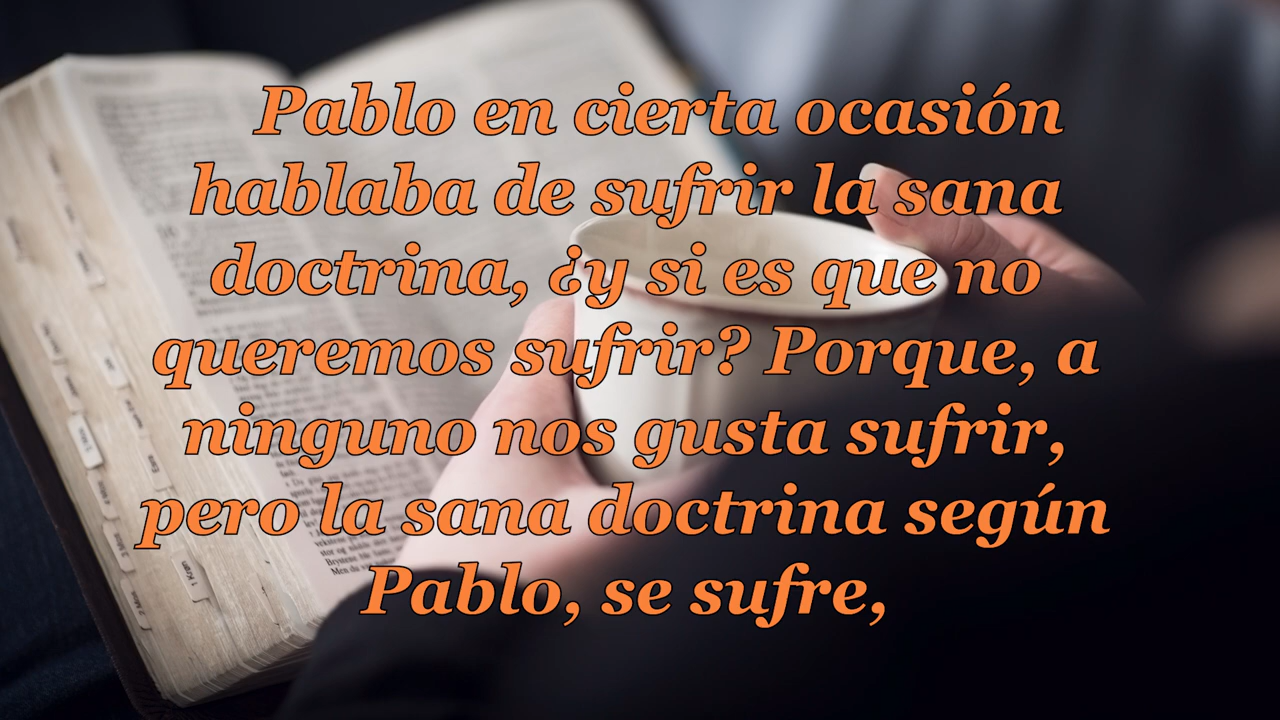 Pablo en cierta ocasión
hablaba de sufrir la sana
doctrina, ¿y si es que no
queremos sufrir? Porque, a
ninguno nos gusta sufrir,
pero la sana doctrina según
Pablo, se sufre,